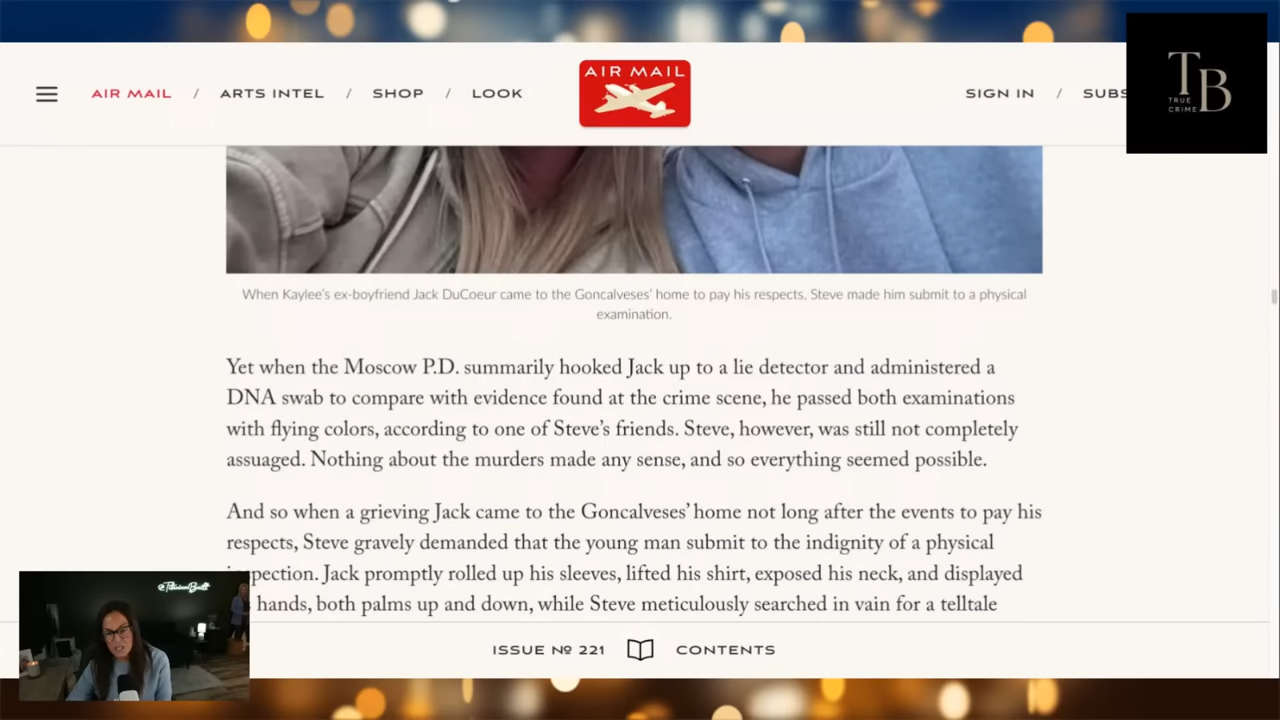 AIR MAIL / ARTS INTEL / SHOP / LOOK
AIR MAIL
SIGN IN / SUBS
TB
TRUE
CRIME
When Kaylee's ex-boyfriend Jack DuCoeur came to the Goncalveses' home to pay his respects, Steve made him submit to a physical
examination.
Yet when the Moscow P.D. summarily hooked Jack up to a lie detector and administered a
DNA swab to compare with evidence found at the crime scene, he passed both examinations
with flying colors, according to one of Steve's friends. Steve, however, was still not completely
assuaged. Nothing about the murders made any sense, and so everything seemed possible.
And so when a grieving Jack came to the Goncalveses' home not long after the events to pay his
respects, Steve gravely demanded that the young man submit to the indignity of a physical
pection. Jack promptly rolled up his sleeves, lifted his shirt, exposed his neck, and displayed
hands, both palms up and down, while Steve meticulously searched in vain for a telltale
ISSUE Nº 221
CONTENTS